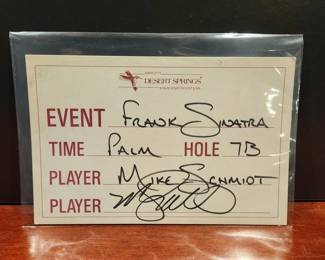 DESERT SPRINGS
EVENT FRANK SINATRA
TIME PALM HOLE 7B
PLAYER MIKE SCHMIDT
PLAYER